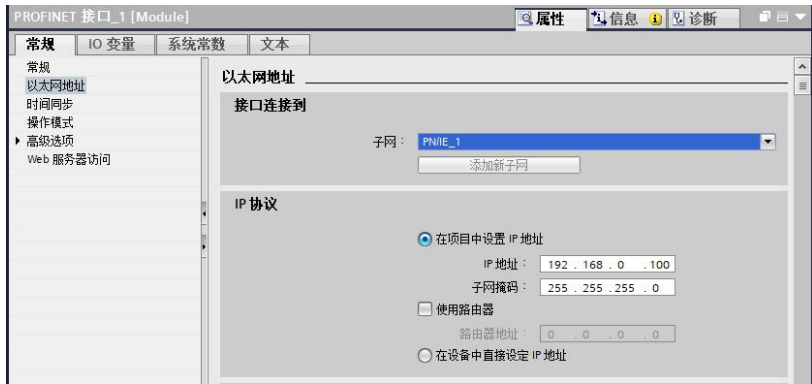 PROFINET 接口_1 [Module]
属性 信息 诊断
常规 IO 变量 系统常数 文本
常规
以太网地址
时间同步
操作模式
高级选项
Web 服务器访问
以太网地址
接口连接到
子网： PN/IE_1
添加新子网
IP 协议
在项目中设置 IP 地址
IP 地址： 192 . 168 . 0 . 100
子网掩码： 255 . 255 . 255 . 0
使用路由器
路由器地址： 0 . 0 . 0 . 0
在设备中直接设定 IP 地址